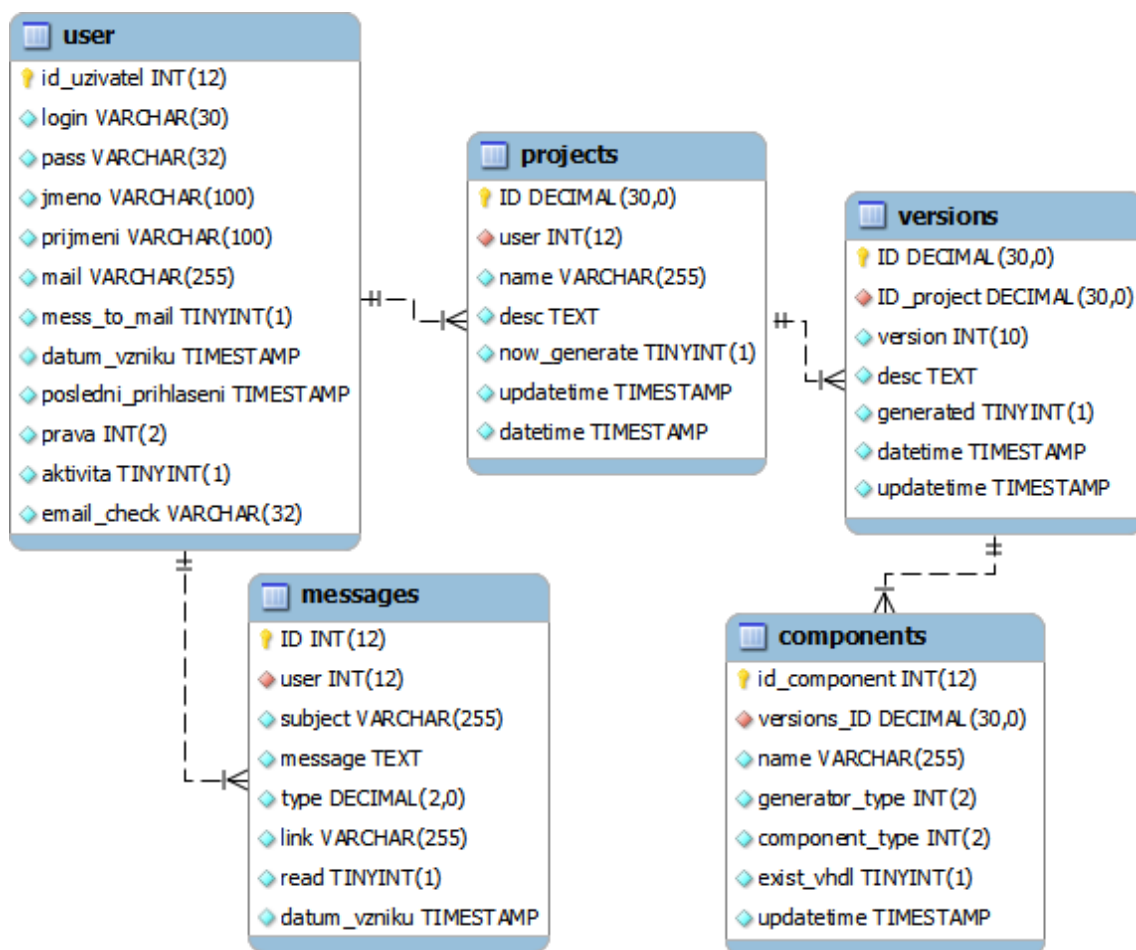 user
id_uzivatel INT(12)
login VARCHAR(30)
pass VARCHAR(32)
jmeno VARCHAR(100)
prijmeni VARCHAR(100)
mail VARCHAR(255)
mess_to_mail TINYINT(1)
datum_vzniku TIMESTAMP
posledni_prihlaseni TIMESTAMP
prava INT(2)
aktivita TINYINT(1)
email_check VARCHAR(32)
projects
ID DECIMAL(30,0)
user INT(12)
name VARCHAR(255)
desc TEXT
now_generate TINYINT(1)
updatetime TIMESTAMP
datetime TIMESTAMP
versions
ID DECIMAL(30,0)
ID_project DECIMAL(30,0)
version INT(10)
desc TEXT
generated TINYINT(1)
datetime TIMESTAMP
updatetime TIMESTAMP
messages
ID INT(12)
user INT(12)
subject VARCHAR(255)
message TEXT
type DECIMAL(2,0)
link VARCHAR(255)
read TINYINT(1)
datum_vzniku TIMESTAMP
components
id_component INT(12)
versions_ID DECIMAL(30,0)
name VARCHAR(255)
generator_type INT(2)
component_type INT(2)
exist_vhdl TINYINT(1)
updatetime TIMESTAMP